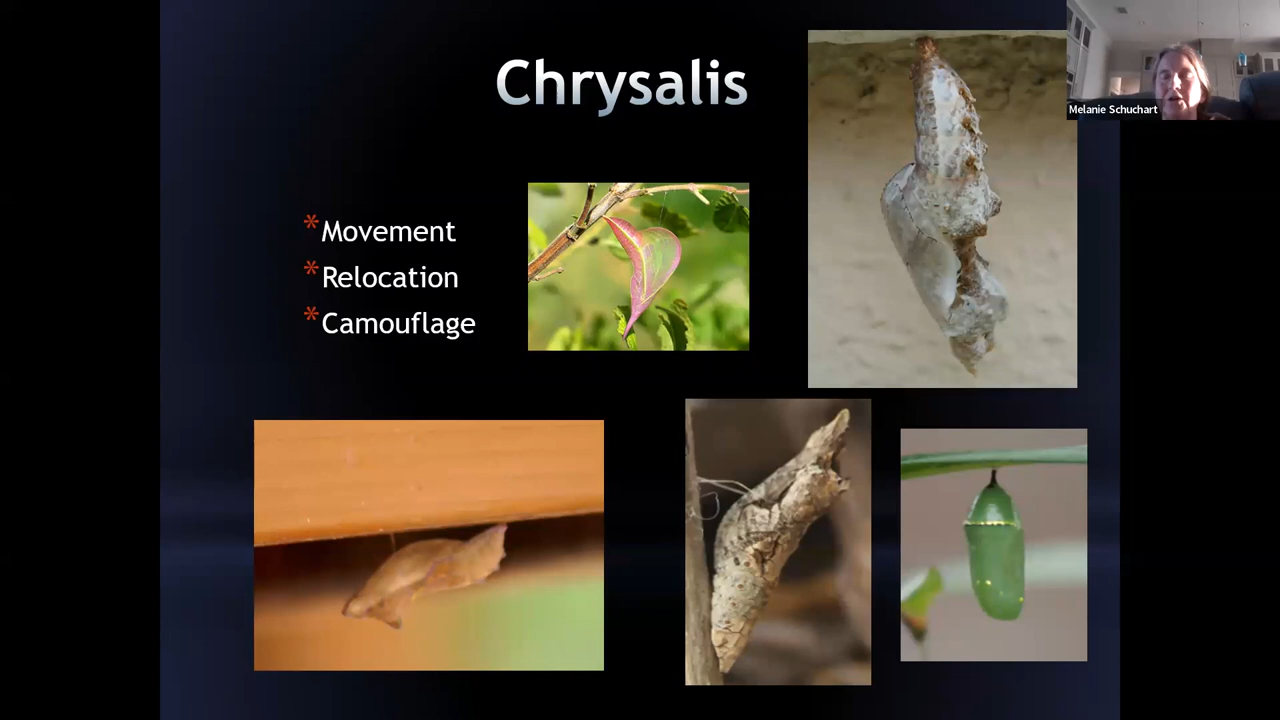 Chrysalis
Melanie Schuchart
* Movement
* Relocation
* Camouflage